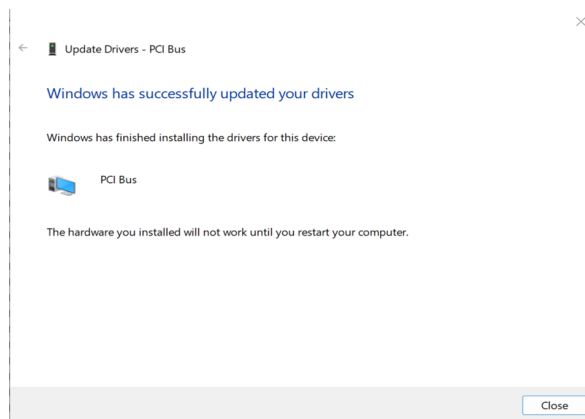 Update Drivers - PCI Bus
Windows has successfully updated your drivers
Windows has finished installing the drivers for this device:
PCI Bus
The hardware you installed will not work until you restart your computer.
Close